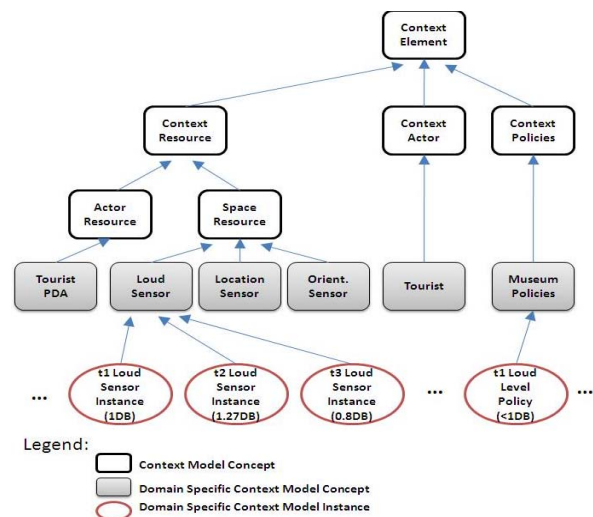 Context
Element
Context
Resource
Context
Actor
Context
Policies
Actor
Resource
Space
Resource
Tourist
PDA
Loud
Sensor
Location
Sensor
Orient.
Sensor
Tourist
Museum
Policies
...
t1 Loud
Sensor
Instance
(1DB)
t2 Loud
Sensor
Instance
(1.27DB)
t3 Loud
Sensor
Instance
(0.8DB)
...
t1 Loud
Level
Policy
(<1DB)
...
Legend:
Context Model Concept
Domain Specific Context Model Concept
Domain Specific Context Model Instance